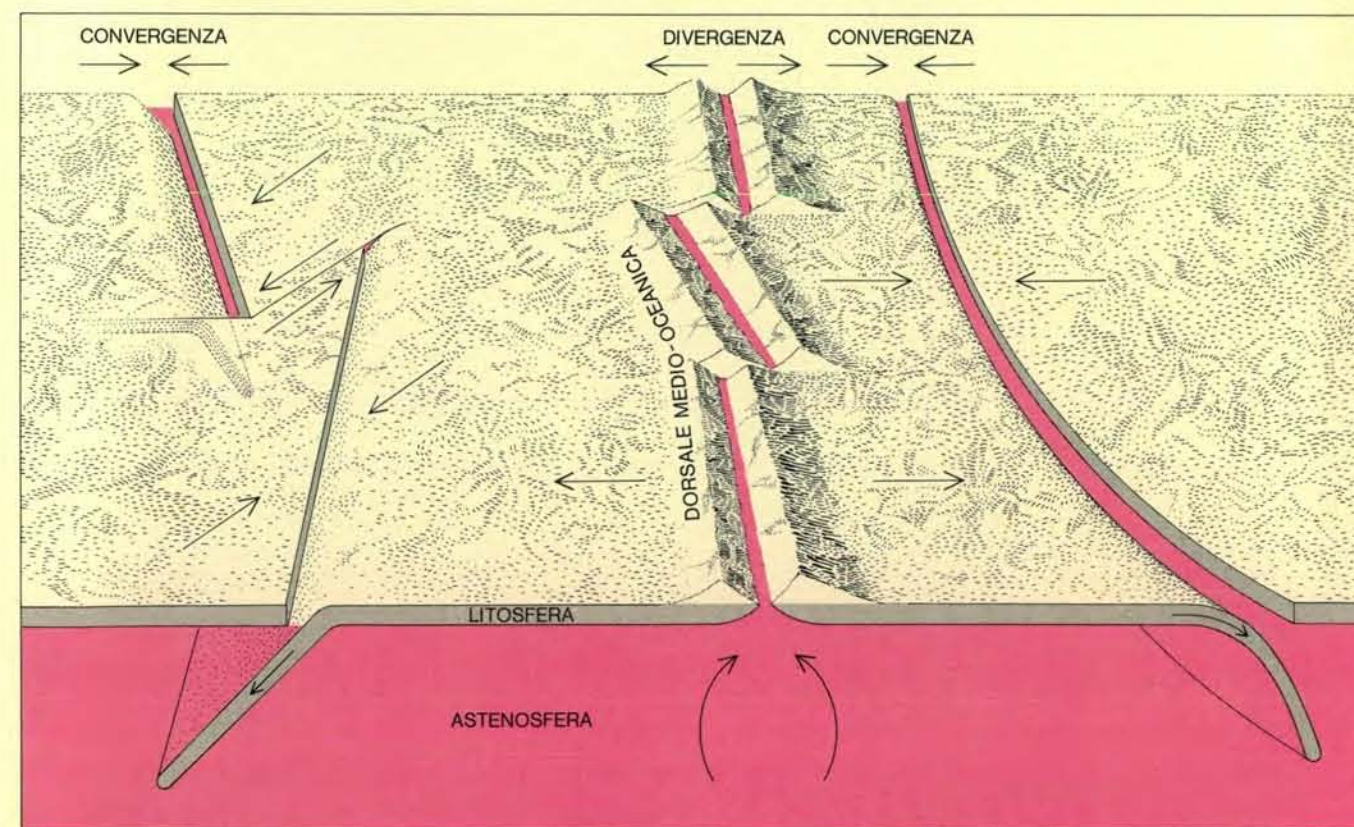 CONVERGENZA
DIVERGENZA
CONVERGENZA
DORSALE MEDIO-OCEANICA
LITOSFERA
ASTENOSFERA